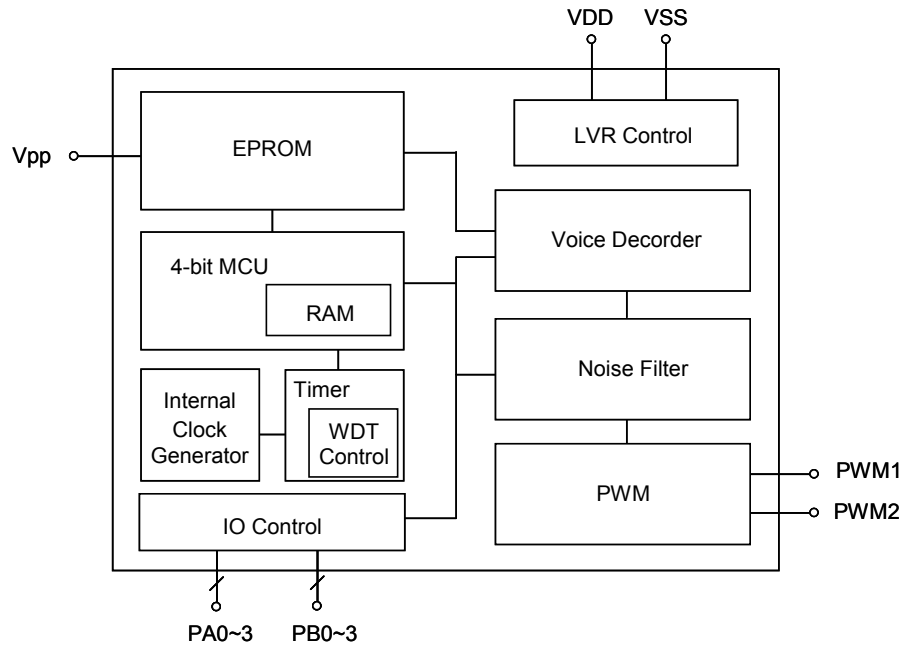 VDD VSS
EPROM
LVR Control
Vpp
Voice Decorder
4-bit MCU
RAM
Noise Filter
Timer
Internal
Clock
Generator
WDT
Control
PWM
PWM1
PWM2
IO Control
PA0~3 PB0~3